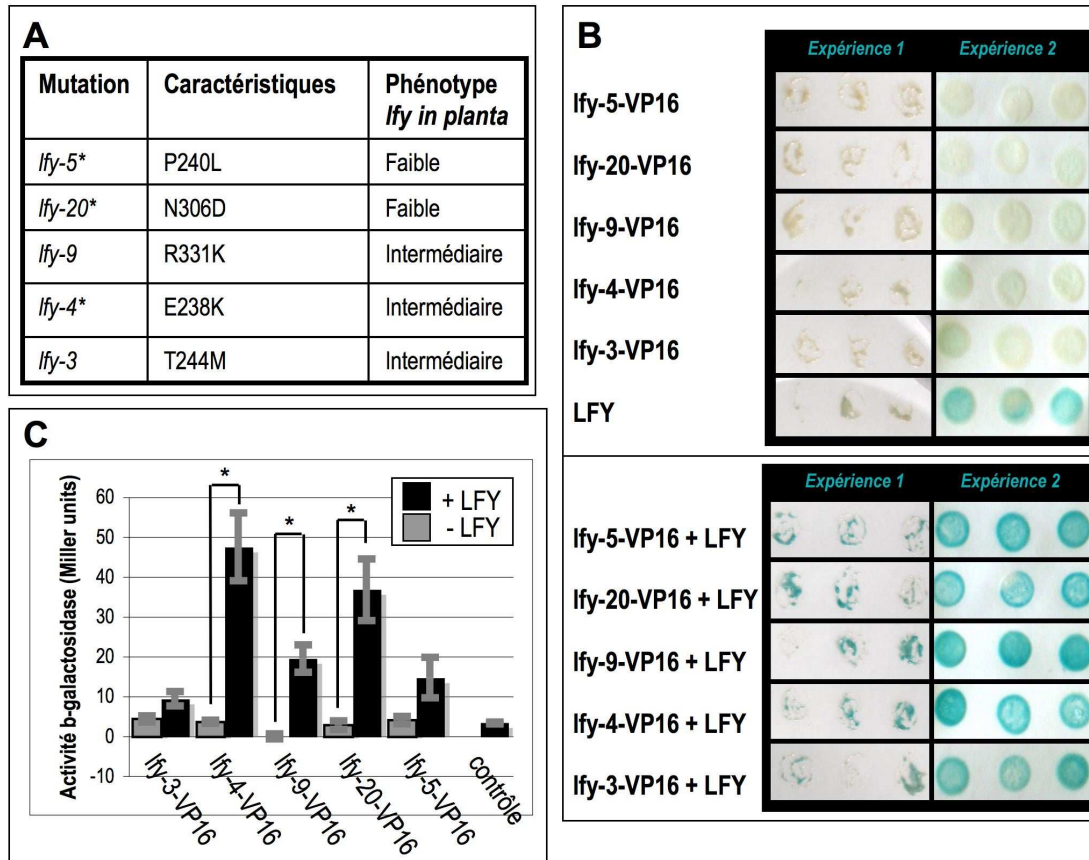 A
Mutation Caractéristiques Phénotype
lfy in planta
lfy-5* P240L Faible
lfy-20* N306D Faible
lfy-9 R331K Intermédiaire
lfy-4* E238K Intermédiaire
lfy-3 T244M Intermédiaire
B
Expérience 1 Expérience 2
lfy-5-VP16
lfy-20-VP16
lfy-9-VP16
lfy-4-VP16
lfy-3-VP16
LFY
Expérience 1 Expérience 2
lfy-5-VP16 + LFY
lfy-20-VP16 + LFY
lfy-9-VP16 + LFY
lfy-4-VP16 + LFY
lfy-3-VP16 + LFY
C
Activité b-galactosidase (Miller units)
60
50
40
30
20
10
0
-10
* * *
+ LFY
- LFY
lfy-3-VP16
lfy-4-VP16
lfy-9-VP16
lfy-20-VP16
lfy-5-VP16
contrôle